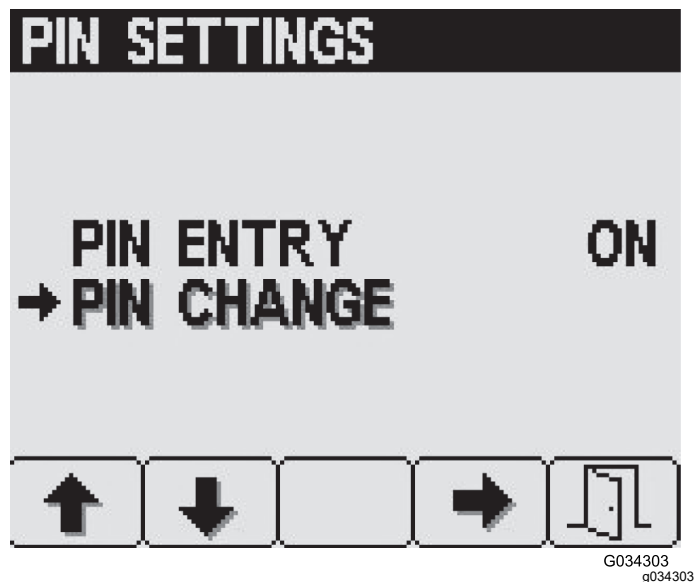 PIN SETTINGS
PIN ENTRY ON
PIN CHANGE
G034303
g034303